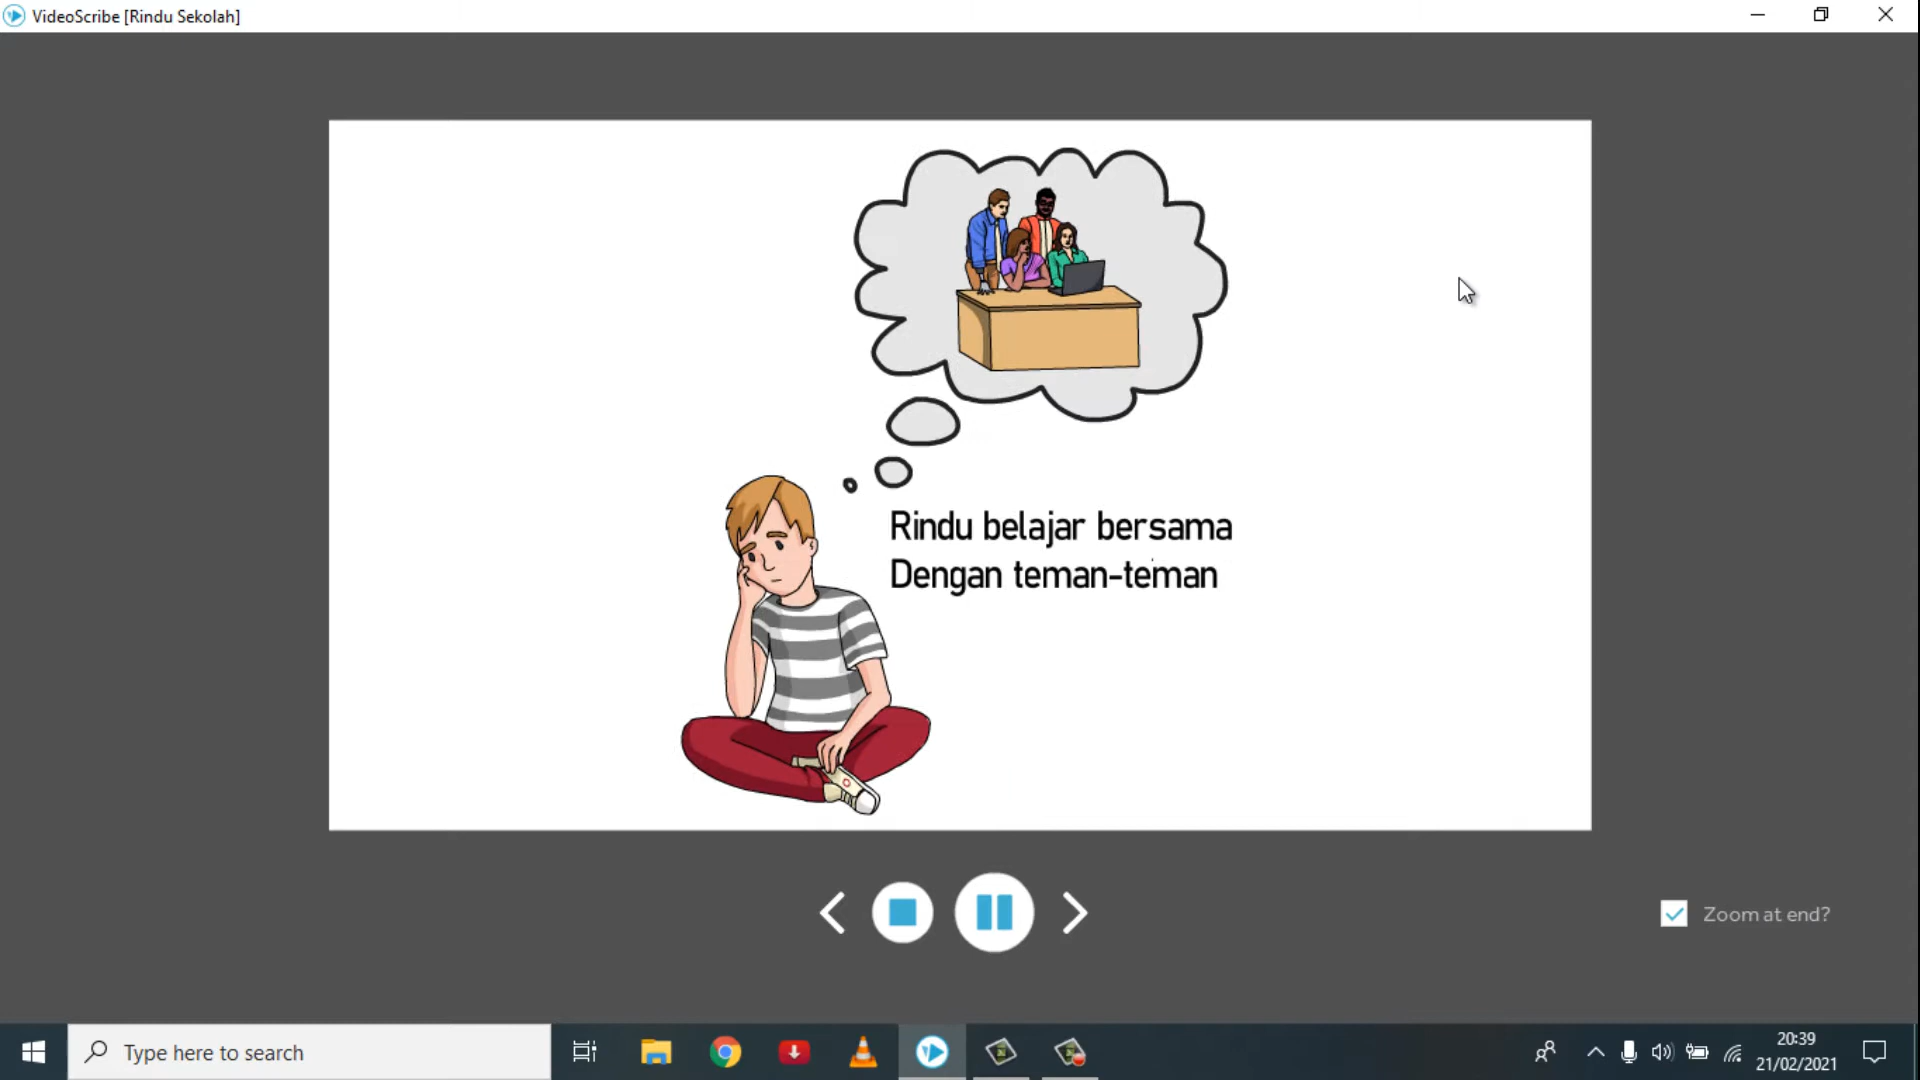 VideoScribe [Rindu Sekolah]
Rindu belajar bersama
Dengan teman-teman
Zoom at end?
Type here to search
20:39
21/02/2021